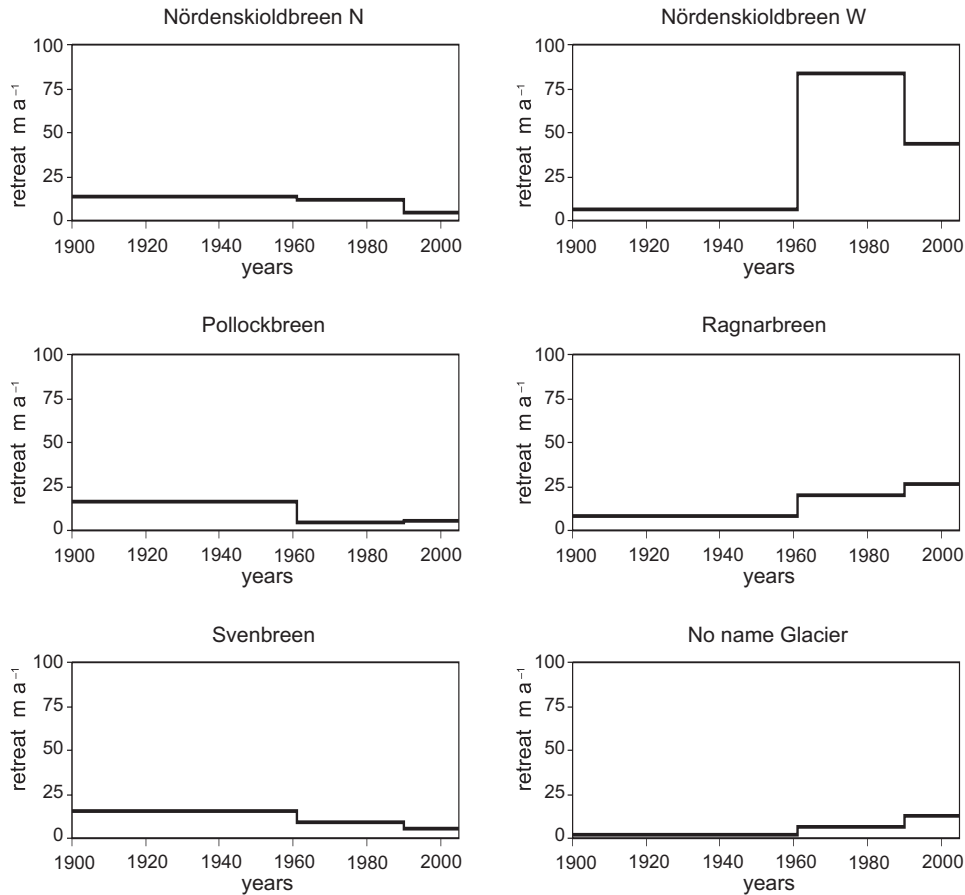 Nördenskioldbreen N
100
75
50
25
0
retreat m a⁻¹
1900 1920 1940 1960 1980 2000
years
Nördenskioldbreen W
100
75
50
25
0
retreat m a⁻¹
1900 1920 1940 1960 1980 2000
years
Pollockbreen
100
75
50
25
0
retreat m a⁻¹
1900 1920 1940 1960 1980 2000
years
Ragnarbreen
100
75
50
25
0
retreat m a⁻¹
1900 1920 1940 1960 1980 2000
years
Svenbreen
100
75
50
25
0
retreat m a⁻¹
1900 1920 1940 1960 1980 2000
years
No name Glacier
100
75
50
25
0
retreat m a⁻¹
1900 1920 1940 1960 1980 2000
years